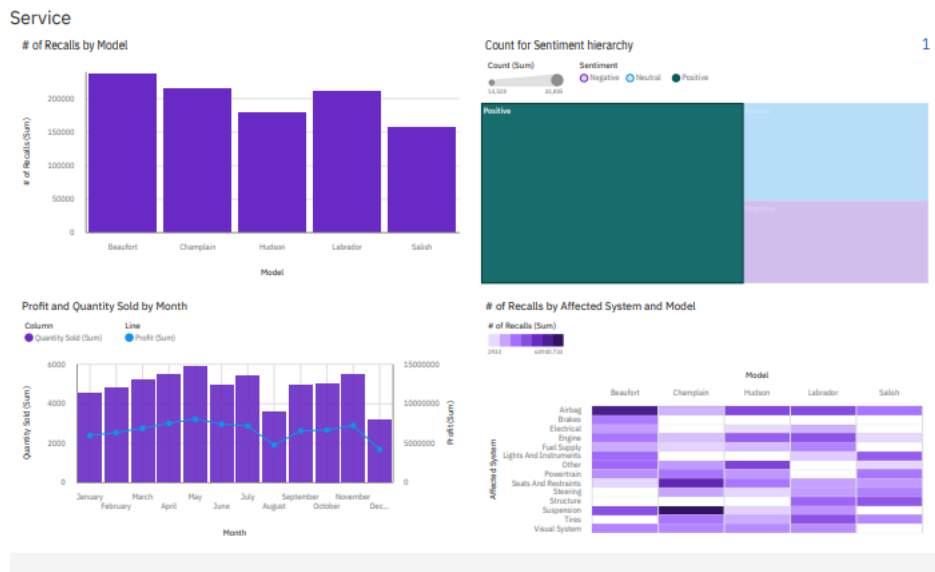 Service
# of Recalls by Model
200000
150000
100000
50000
0
# of Recalls (Sum)
Beaufort Champlain Hudson Labrador Salish
Model
Count for Sentiment hierarchy
1
Count (Sum) Sentiment
Negative Neutral Positive
Positive
Profit and Quantity Sold by Month
Column Line
Quantity Sold (Sum) Profit (Sum)
6000 15000000
4000 10000000
2000 5000000
0 0
Quantity Sold (Sum)
Profit (Sum)
January March May July September November
February April June August October Dec...
Month
# of Recalls by Affected System and Model
# of Recalls (Sum)
Model
Beaufort Champlain Hudson Labrador Salish
Affected System
Airbag
Brakes
Electrical
Engine
Fuel Supply
Lights And Instruments
Other
Powertrain
Seats And Restraints
Steering
Structure
Suspension
Tires
Visual System